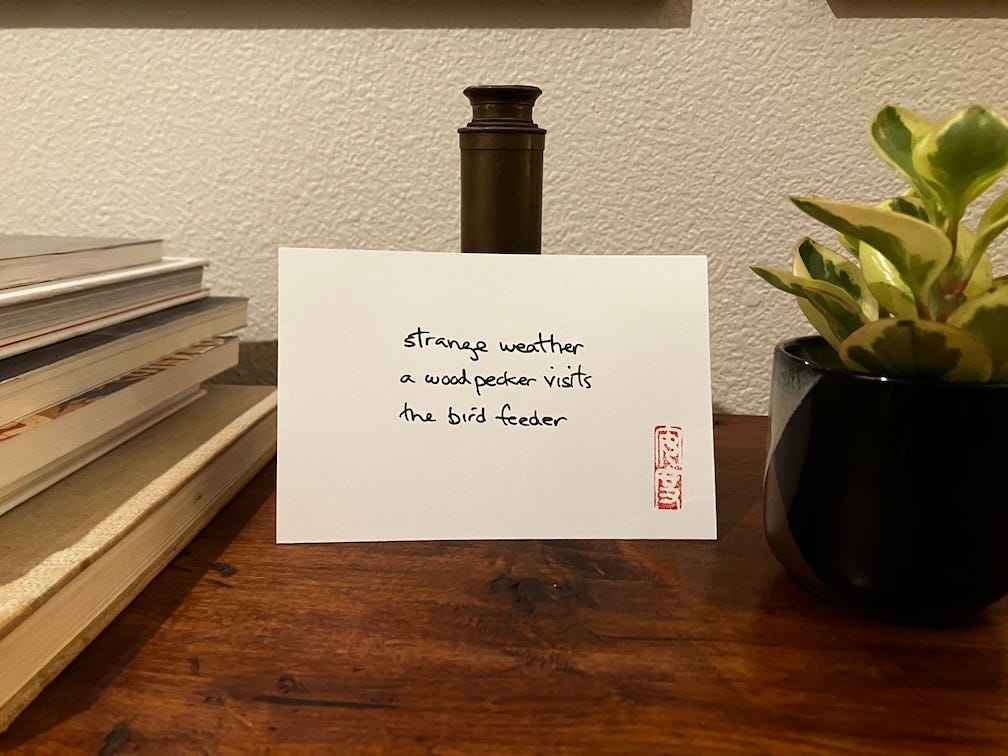 strange weather
a woodpecker visits
the bird feeder